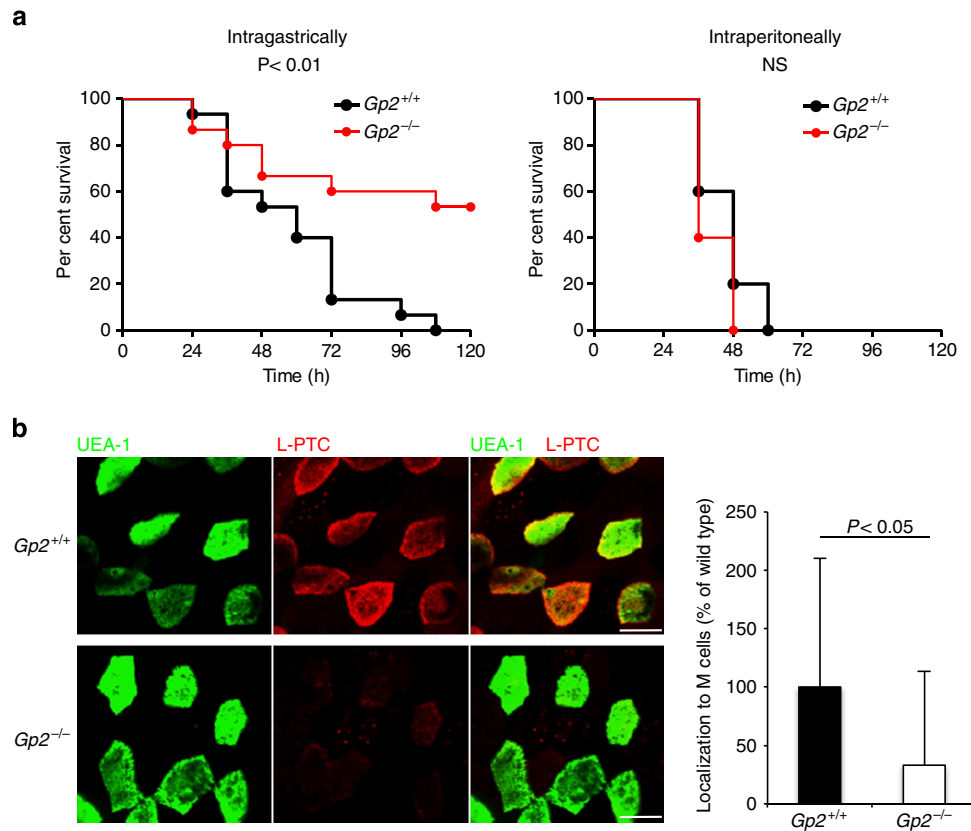 a
Intragastrically
P< 0.01
Gp2+/+
Gp2−/−
Per cent survival
100
80
60
40
20
0
0 24 48 72 96 120
Time (h)
Intraperitoneally
NS
Gp2+/+
Gp2−/−
Per cent survival
100
80
60
40
20
0
0 24 48 72 96 120
Time (h)
b
UEA-1 L-PTC UEA-1 L-PTC
Gp2+/+
Gp2−/−
Localization to M cells (% of wild type)
250
200
150
100
50
0
P< 0.05
Gp2+/+ Gp2−/−